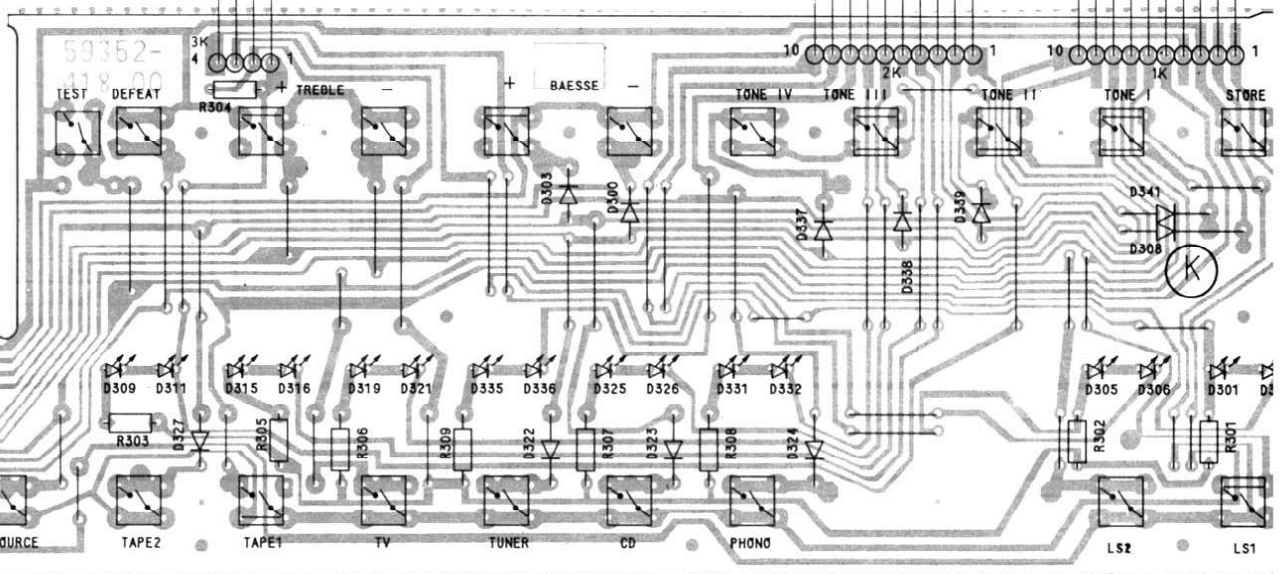 59352-
418-00
3K
4 1
R304
+ TREBLE -
+ BAESSE -
10 1
2K
10 1
1K
TEST DEFEAT TONE IV TONE III TONE II TONE I STORE
D303 D300 D337 D338 D339 D341
D308
K
D309 D311 D315 D316 D319 D321 D335 D336 D325 D326 D331 D332 D305 D306 D301
R303 D327 R305 R306 R309 D322 R307 D323 R308 D324 R302 R301
OURCE TAPE2 TAPE1 TV TUNER CD PHONO LS2 LS1